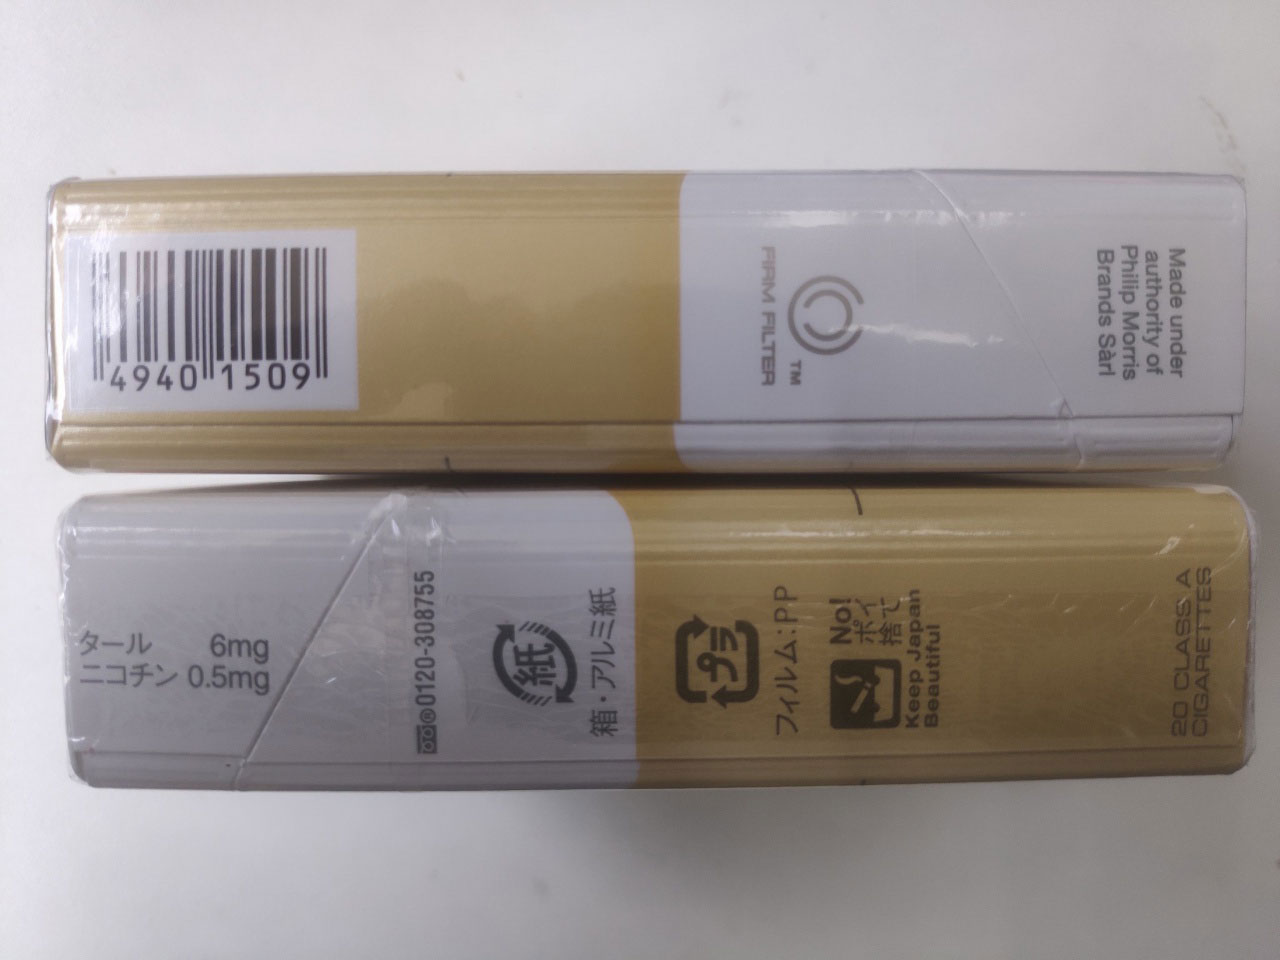 4940 1509
FIRM FILTER
TM
Made under
authority of
Philip Morris
Brands Sàrl
タール 6mg
ニコチン 0.5mg
®0120-308755
紙
箱・アルミ紙
プラ
フィルム:PP
No!
ポイ
捨て
Keep Japan
Beautiful
20 CLASS A
CIGARETTES